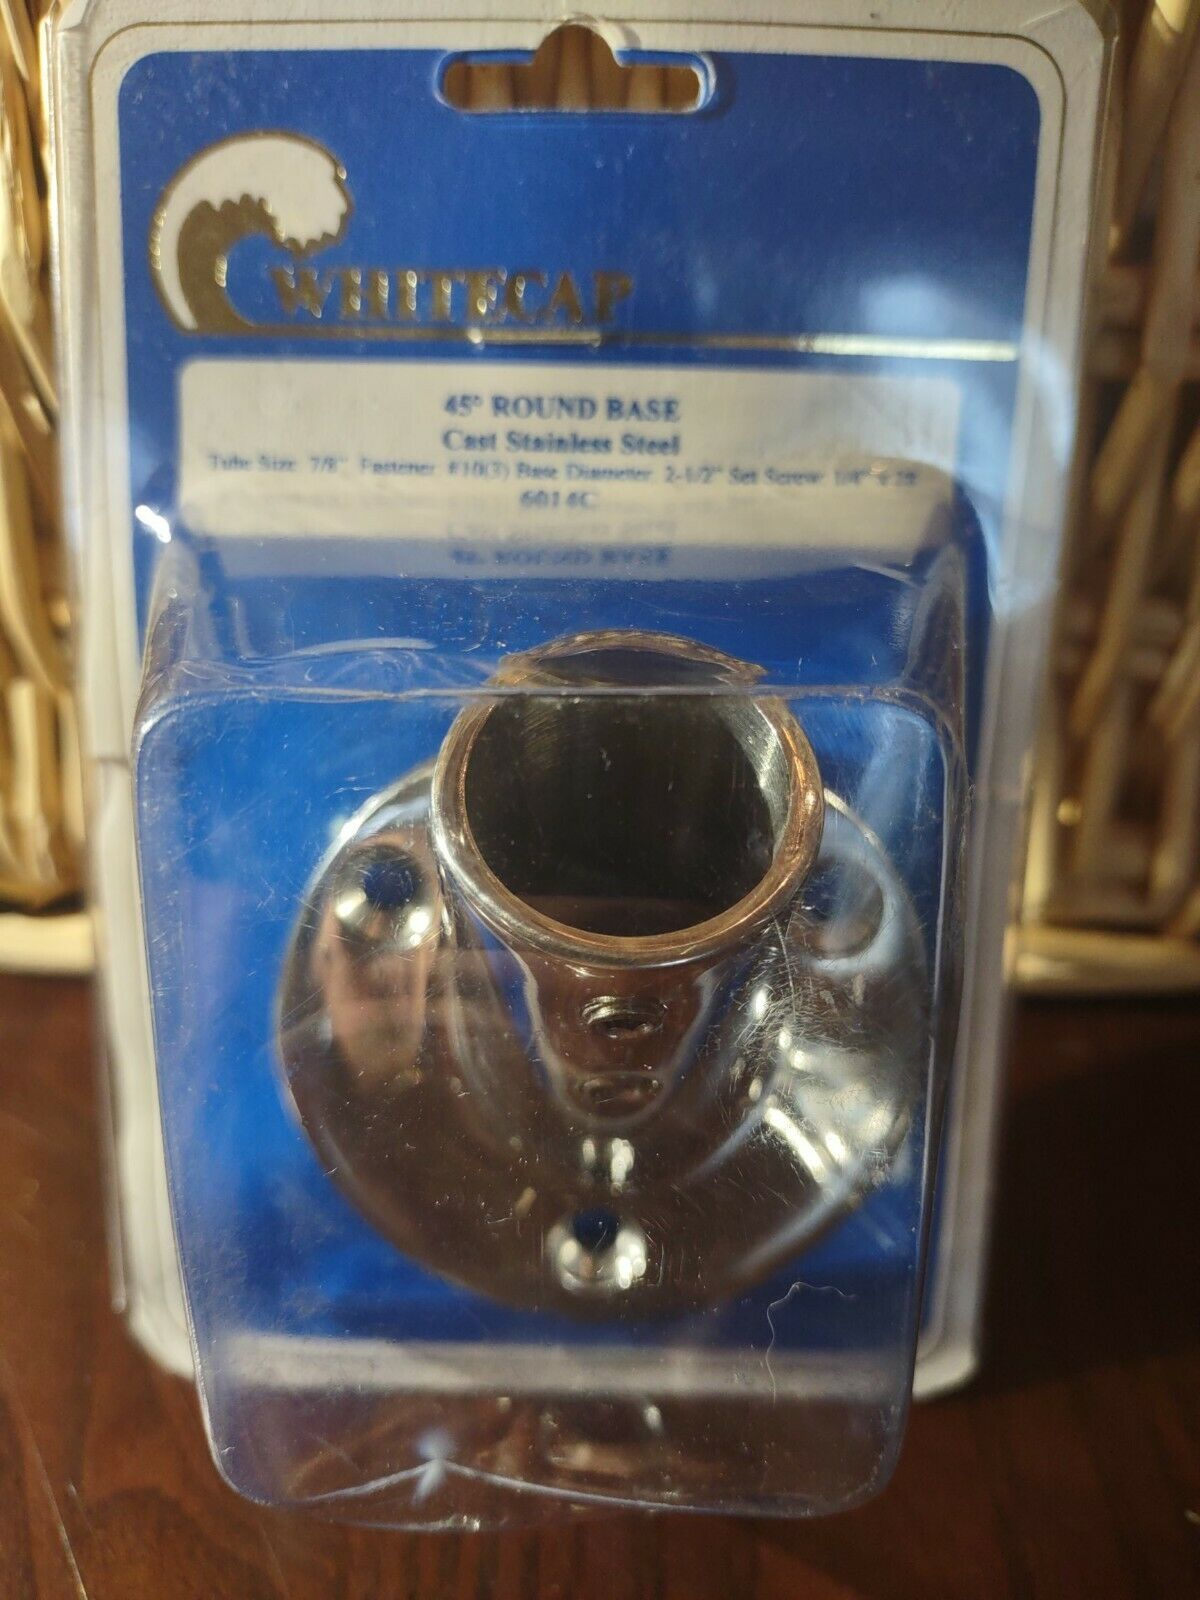 WHITECAP
45° ROUND BASE
Cast Stainless Steel
Tube Size: 7/8" Fastener: #10(3) Base Diameter: 2-1/2" Set Screw: 1/4" x 28
6014C